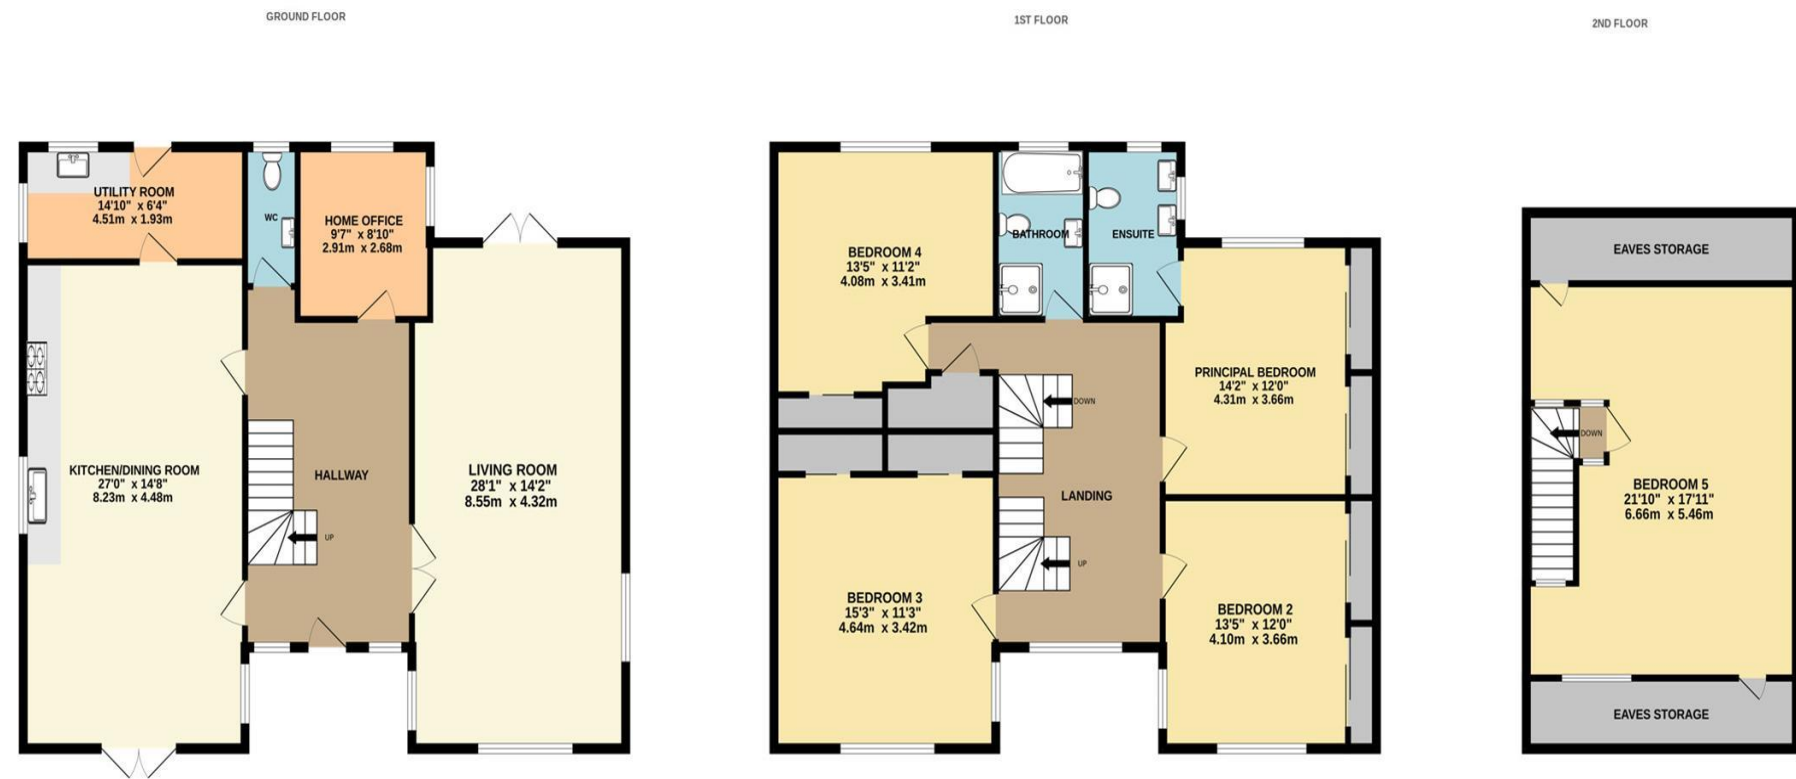 GROUND FLOOR
UTILITY ROOM
14'10" x 6'4"
4.51m x 1.93m
WC
HOME OFFICE
9'7" x 8'10"
2.91m x 2.68m
KITCHEN/DINING ROOM
27'0" x 14'8"
8.23m x 4.48m
HALLWAY
UP
LIVING ROOM
28'1" x 14'2"
8.55m x 4.32m
1ST FLOOR
BEDROOM 4
13'5" x 11'2"
4.08m x 3.41m
BATHROOM
ENSUITE
PRINCIPAL BEDROOM
14'2" x 12'0"
4.31m x 3.66m
DOWN
LANDING
UP
BEDROOM 3
15'3" x 11'3"
4.64m x 3.42m
BEDROOM 2
13'5" x 12'0"
4.10m x 3.66m
2ND FLOOR
EAVES STORAGE
DOWN
BEDROOM 5
21'10" x 17'11"
6.66m x 5.46m
EAVES STORAGE